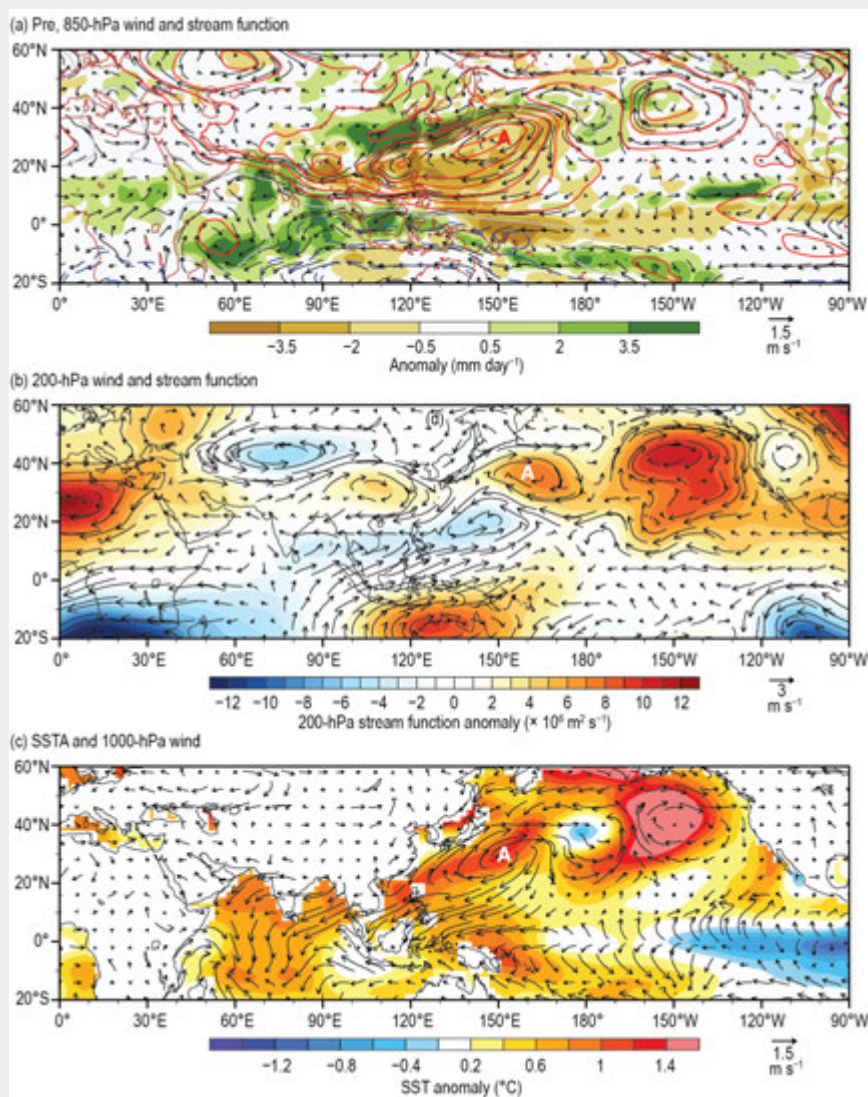 (a) Pre, 850-hPa wind and stream function
60°N
40°N
20°N
0°
20°S
A
0° 30°E 60°E 90°E 120°E 150°E 180° 150°W 120°W 90°W
−3.5 −2 −0.5 0.5 2 3.5
Anomaly (mm day⁻¹)
1.5
m s⁻¹
(b) 200-hPa wind and stream function
60°N
40°N
20°N
0°
20°S
(d)
A
0° 30°E 60°E 90°E 120°E 150°E 180° 150°W 120°W 90°W
−12 −10 −8 −6 −4 −2 0 2 4 6 8 10 12
200-hPa stream function anomaly (× 10⁶ m² s⁻¹)
3
m s⁻¹
(c) SSTA and 1000-hPa wind
60°N
40°N
20°N
0°
20°S
A
0° 30°E 60°E 90°E 120°E 150°E 180° 150°W 120°W 90°W
−1.2 −0.8 −0.4 0.2 0.6 1 1.4
SST anomaly (°C)
1.5
m s⁻¹